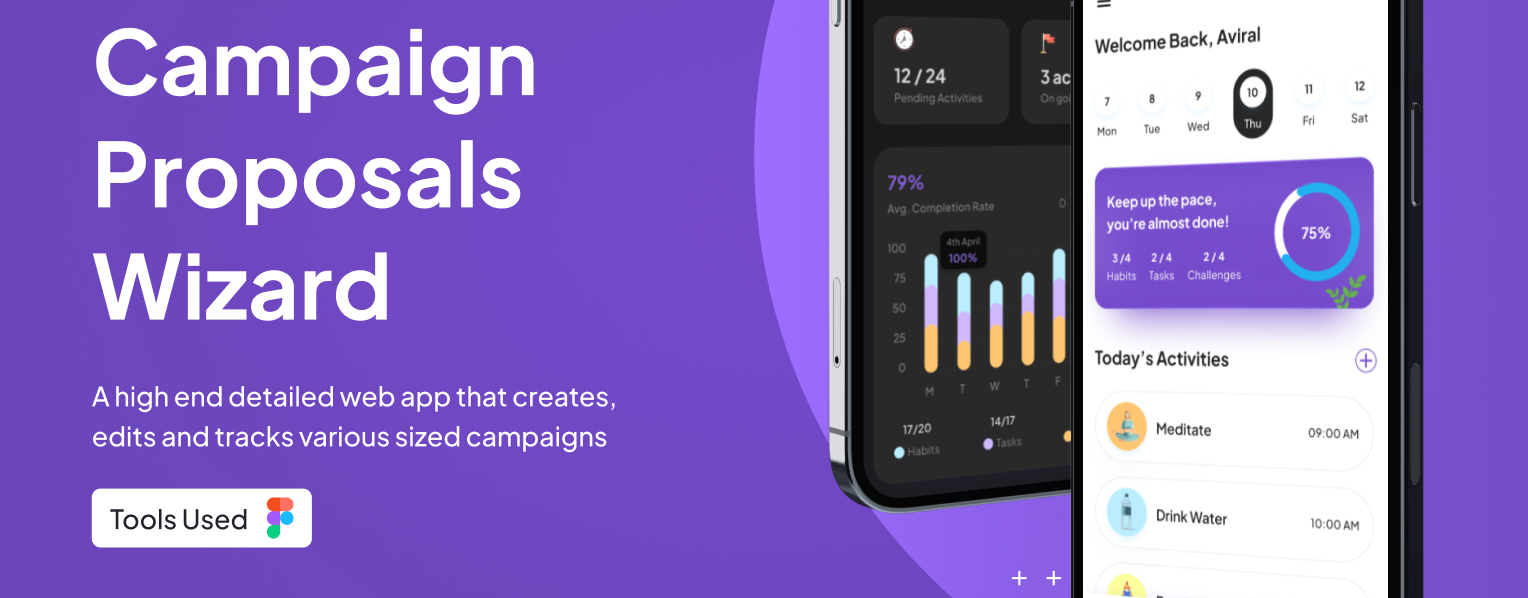 Campaign
Proposals
Wizard
A high end detailed web app that creates,
edits and tracks various sized campaigns
Tools Used
12 / 24
Pending Activities
3 ac
79%
Avg. Completion Rate
D
4th April
100%
100
75
50
25
0
M T W T F
17/20
Habits
14/17
Tasks
Welcome Back, Aviral
7 8 9 10 11 12
Mon Tue Wed Thu Fri Sat
Keep up the pace,
you're almost done!
75%
3 /4 2 / 4 2 / 4
Habits Tasks Challenges
Today's Activities
Meditate 09:00 AM
Drink Water 10:00 AM